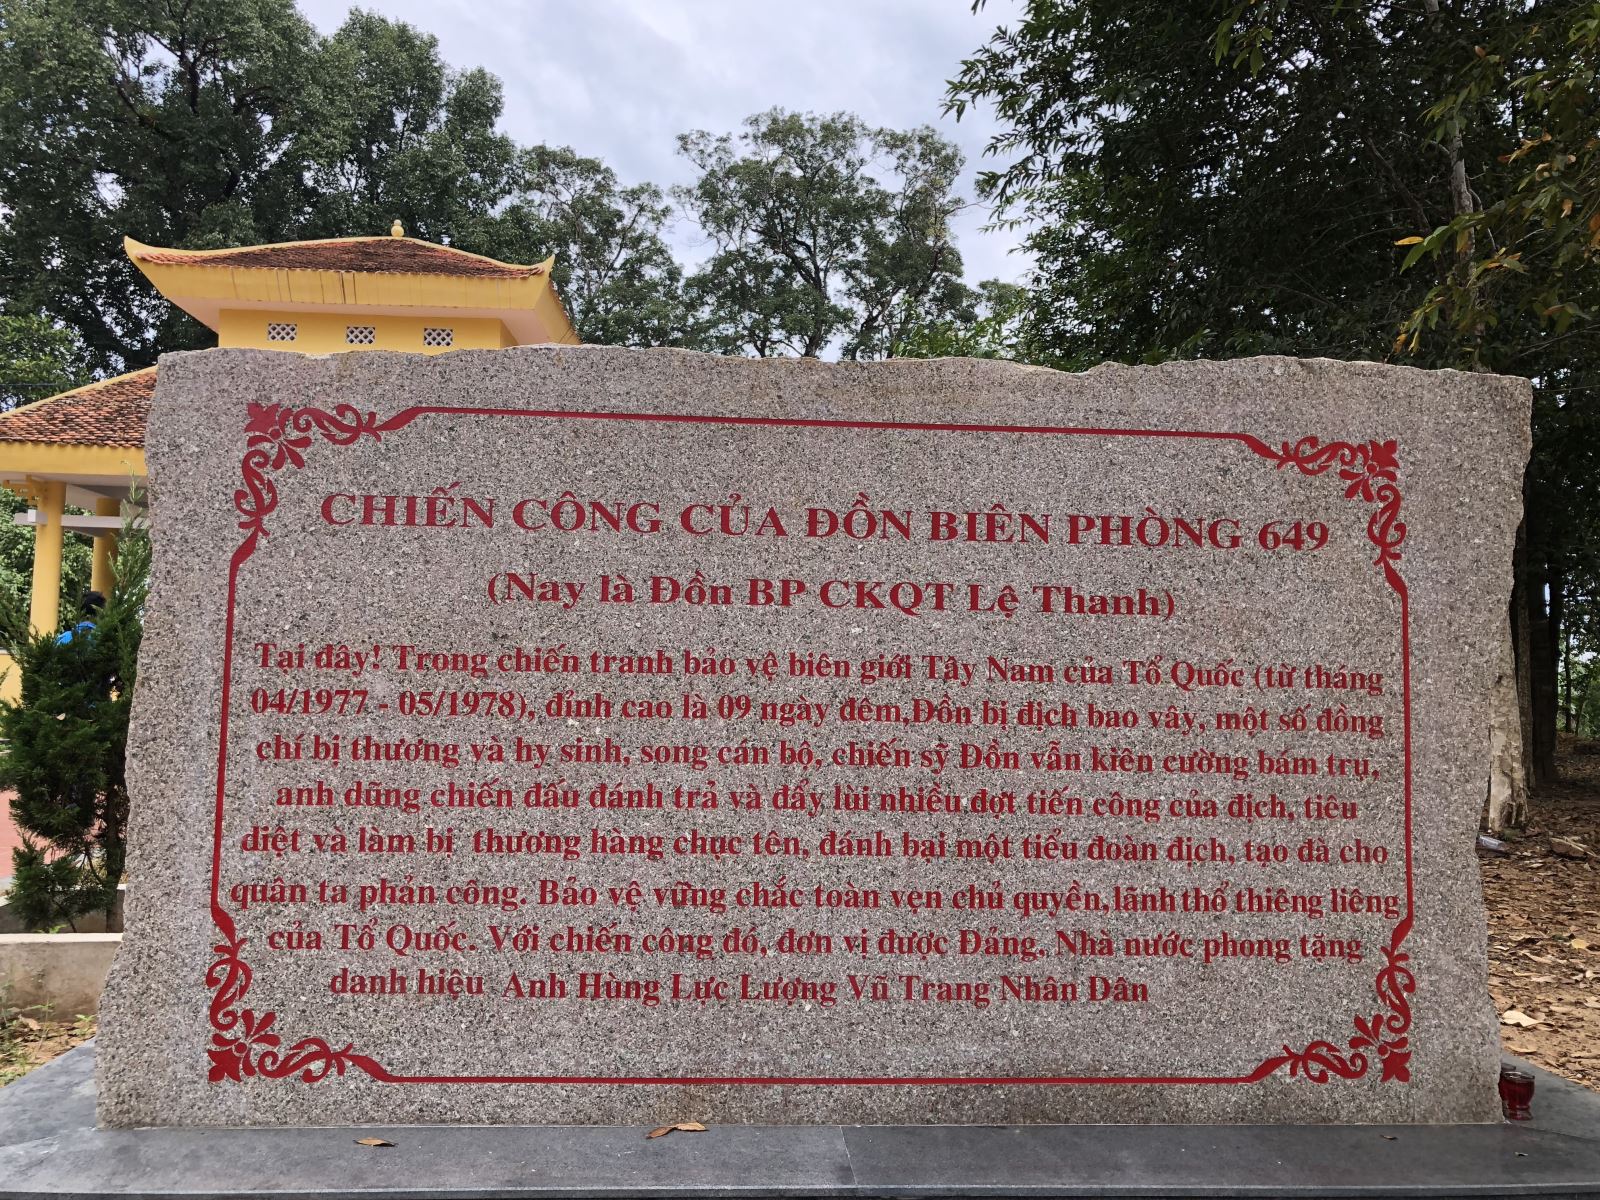 CHIẾN CÔNG CỦA ĐỒN BIÊN PHÒNG 649
(Nay là Đồn BP CKQT Lệ Thanh)
Tại đây! Trong chiến tranh bảo vệ biên giới Tây Nam của Tổ Quốc (từ tháng
04/1977 - 05/1978), đỉnh cao là 09 ngày đêm,Đồn bị địch bao vây, một số đồng
chí bị thương và hy sinh, song cán bộ, chiến sỹ Đồn vẫn kiên cường bám trụ,
anh dũng chiến đấu đánh trả và đẩy lùi nhiều đợt tiến công của địch, tiêu
diệt và làm bị thương hàng chục tên, đánh bại một tiểu đoàn địch, tạo đà cho
quân ta phản công. Bảo vệ vững chắc toàn vẹn chủ quyền, lãnh thổ thiêng liêng
của Tổ Quốc. Với chiến công đó, đơn vị được Đảng, Nhà nước phong tặng
danh hiệu Anh Hùng Lực Lượng Vũ Trang Nhân Dân